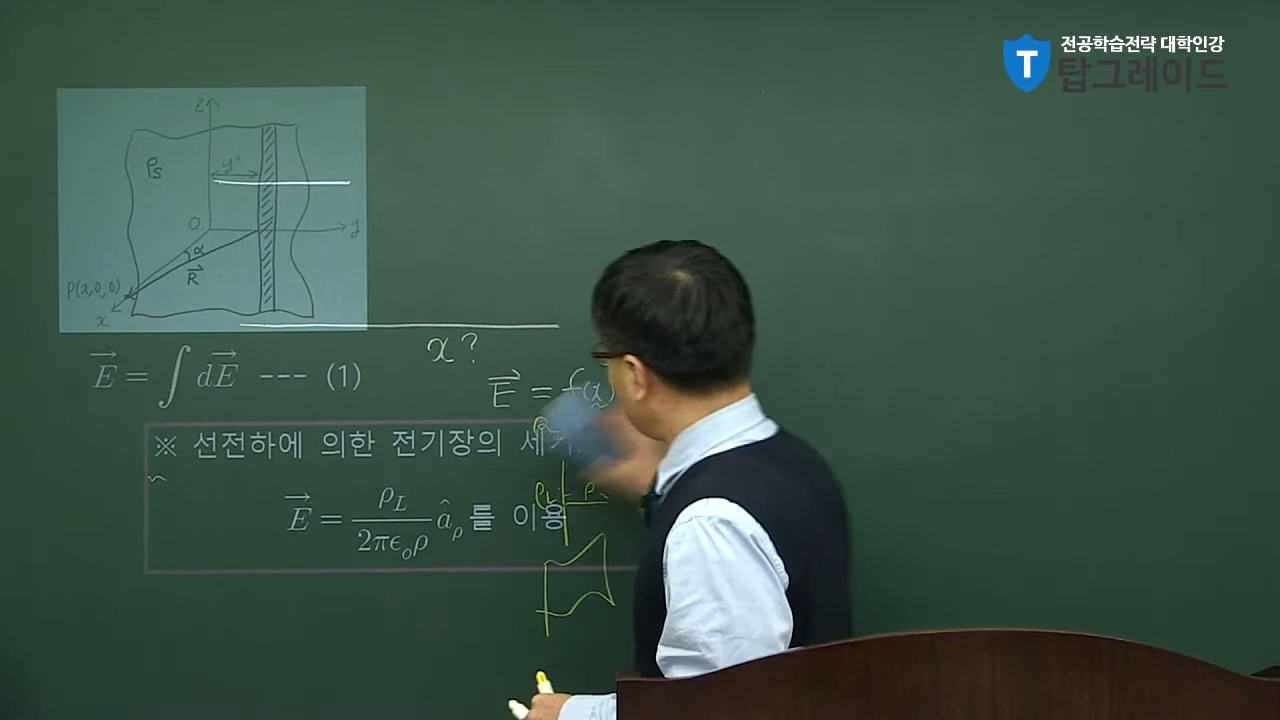 전공학습전략 대학인강
T 탑그레이드
z
ρs
y'
O
y
α
R
P(x,0,0)
x
x?
E = ∫ dE --- (1)
E = f(x)
※ 선전하에 의한 전기장의 세
ρL
E = ρL / 2πε₀ρ âρ 를 이용